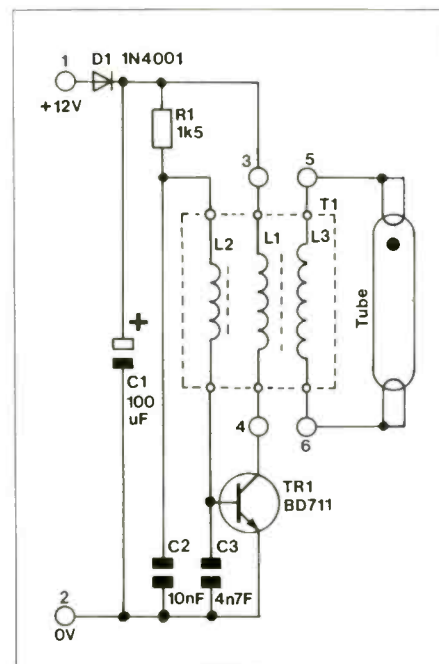 1
D1 1N4001
+12V
R1
1k5
3
5
T1
L2
L1
L3
Tube
+
C1
100
uF
4
6
TR1
BD711
C2
C3
10nF
4n7F
2
0V